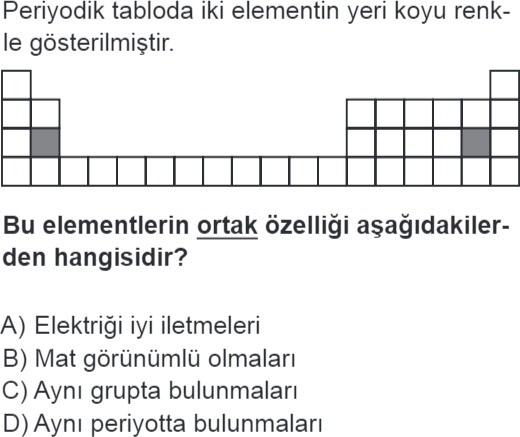 Periyodik tabloda iki elementin yeri koyu renk-
le gösterilmiştir.
Bu elementlerin ortak özelliği aşağıdakiler-
den hangisidir?
A) Elektriği iyi iletmeleri
B) Mat görünümlü olmaları
C) Aynı grupta bulunmaları
D) Aynı periyotta bulunmaları